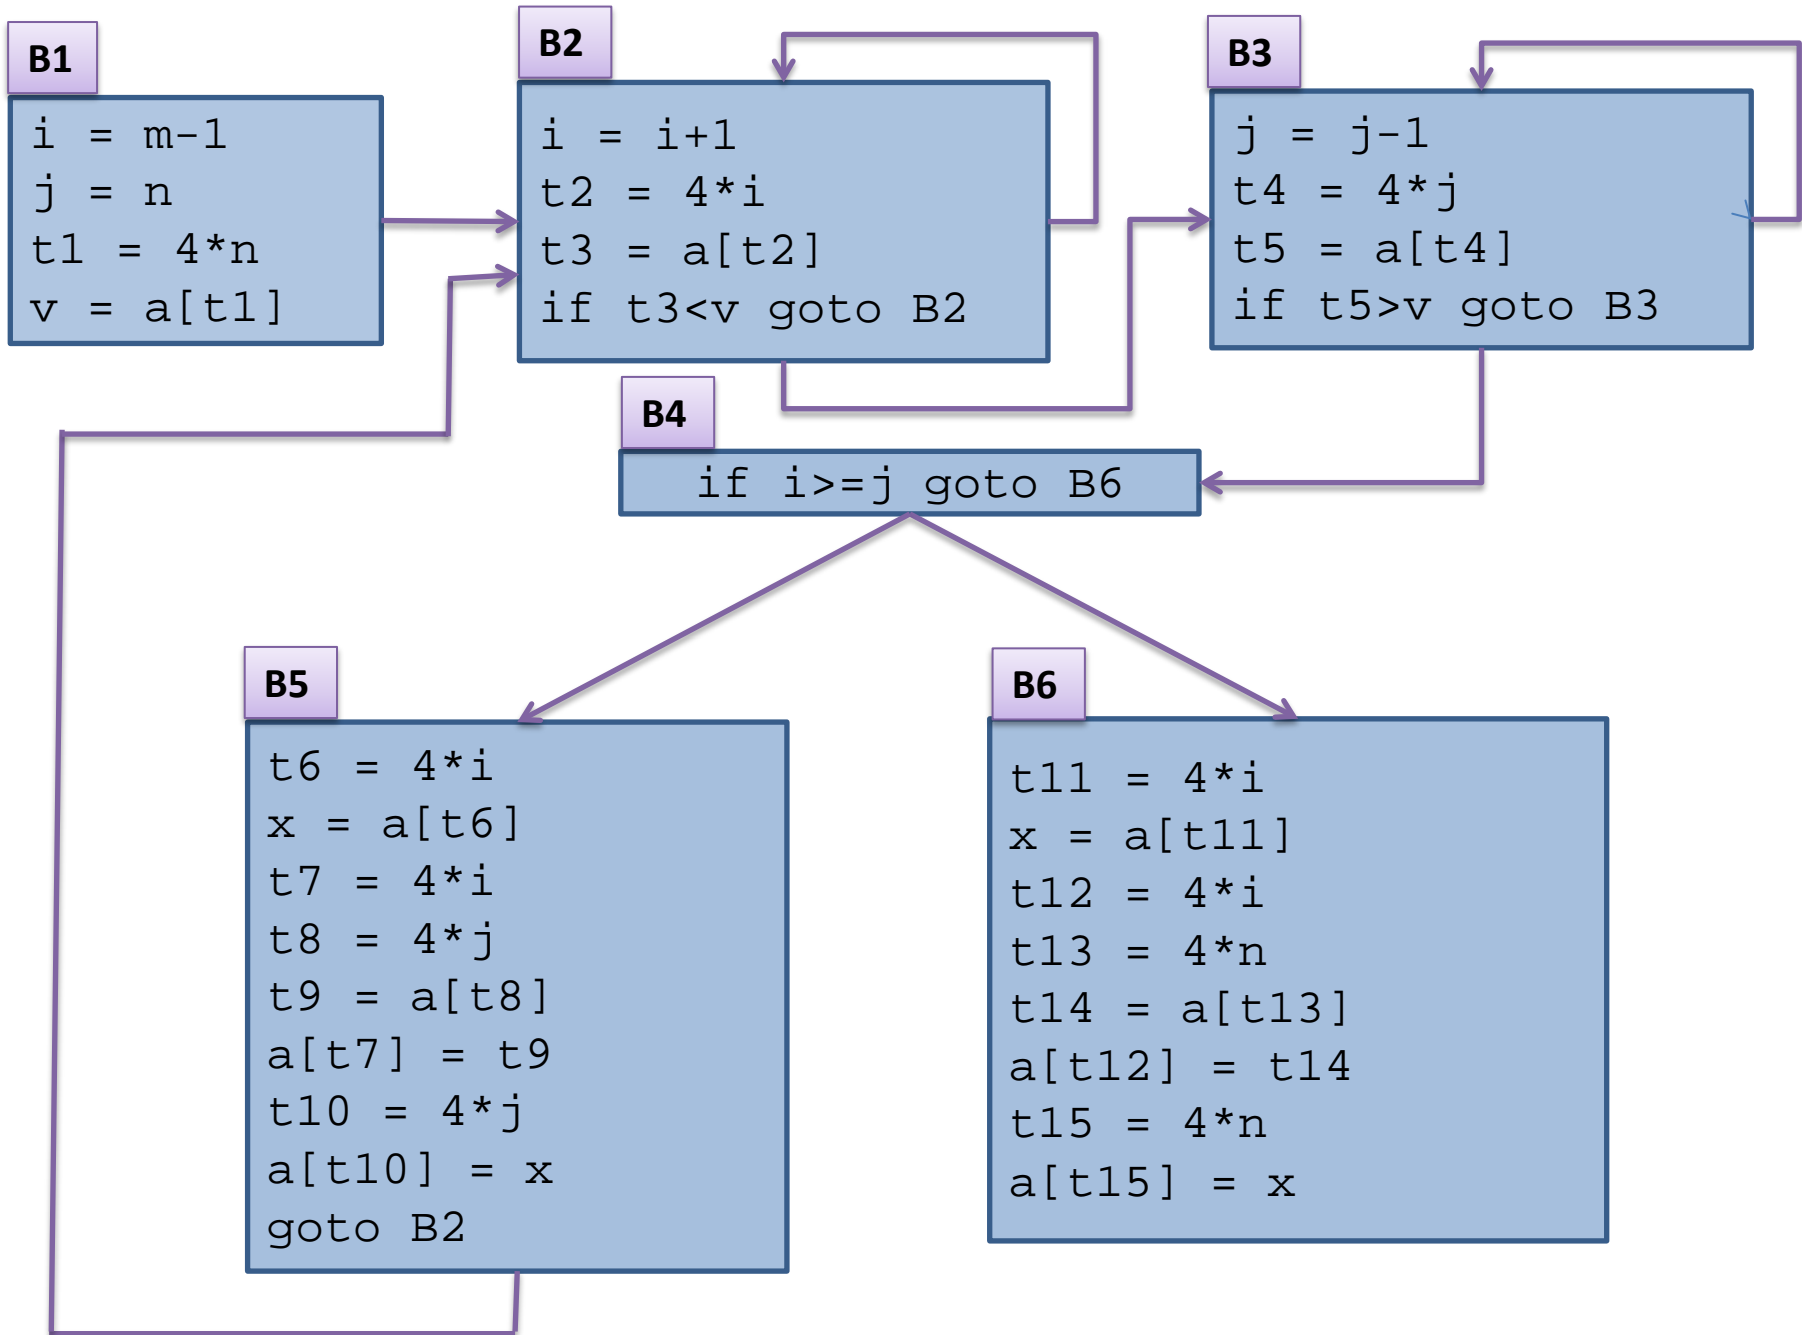 B1
i = m-1
j = n
t1 = 4*n
v = a[t1]
B2
i = i+1
t2 = 4*i
t3 = a[t2]
if t3<v goto B2
B3
j = j-1
t4 = 4*j
t5 = a[t4]
if t5>v goto B3
B4
if i>=j goto B6
B5
t6 = 4*i
x = a[t6]
t7 = 4*i
t8 = 4*j
t9 = a[t8]
a[t7] = t9
t10 = 4*j
a[t10] = x
goto B2
B6
t11 = 4*i
x = a[t11]
t12 = 4*i
t13 = 4*n
t14 = a[t13]
a[t12] = t14
t15 = 4*n
a[t15] = x